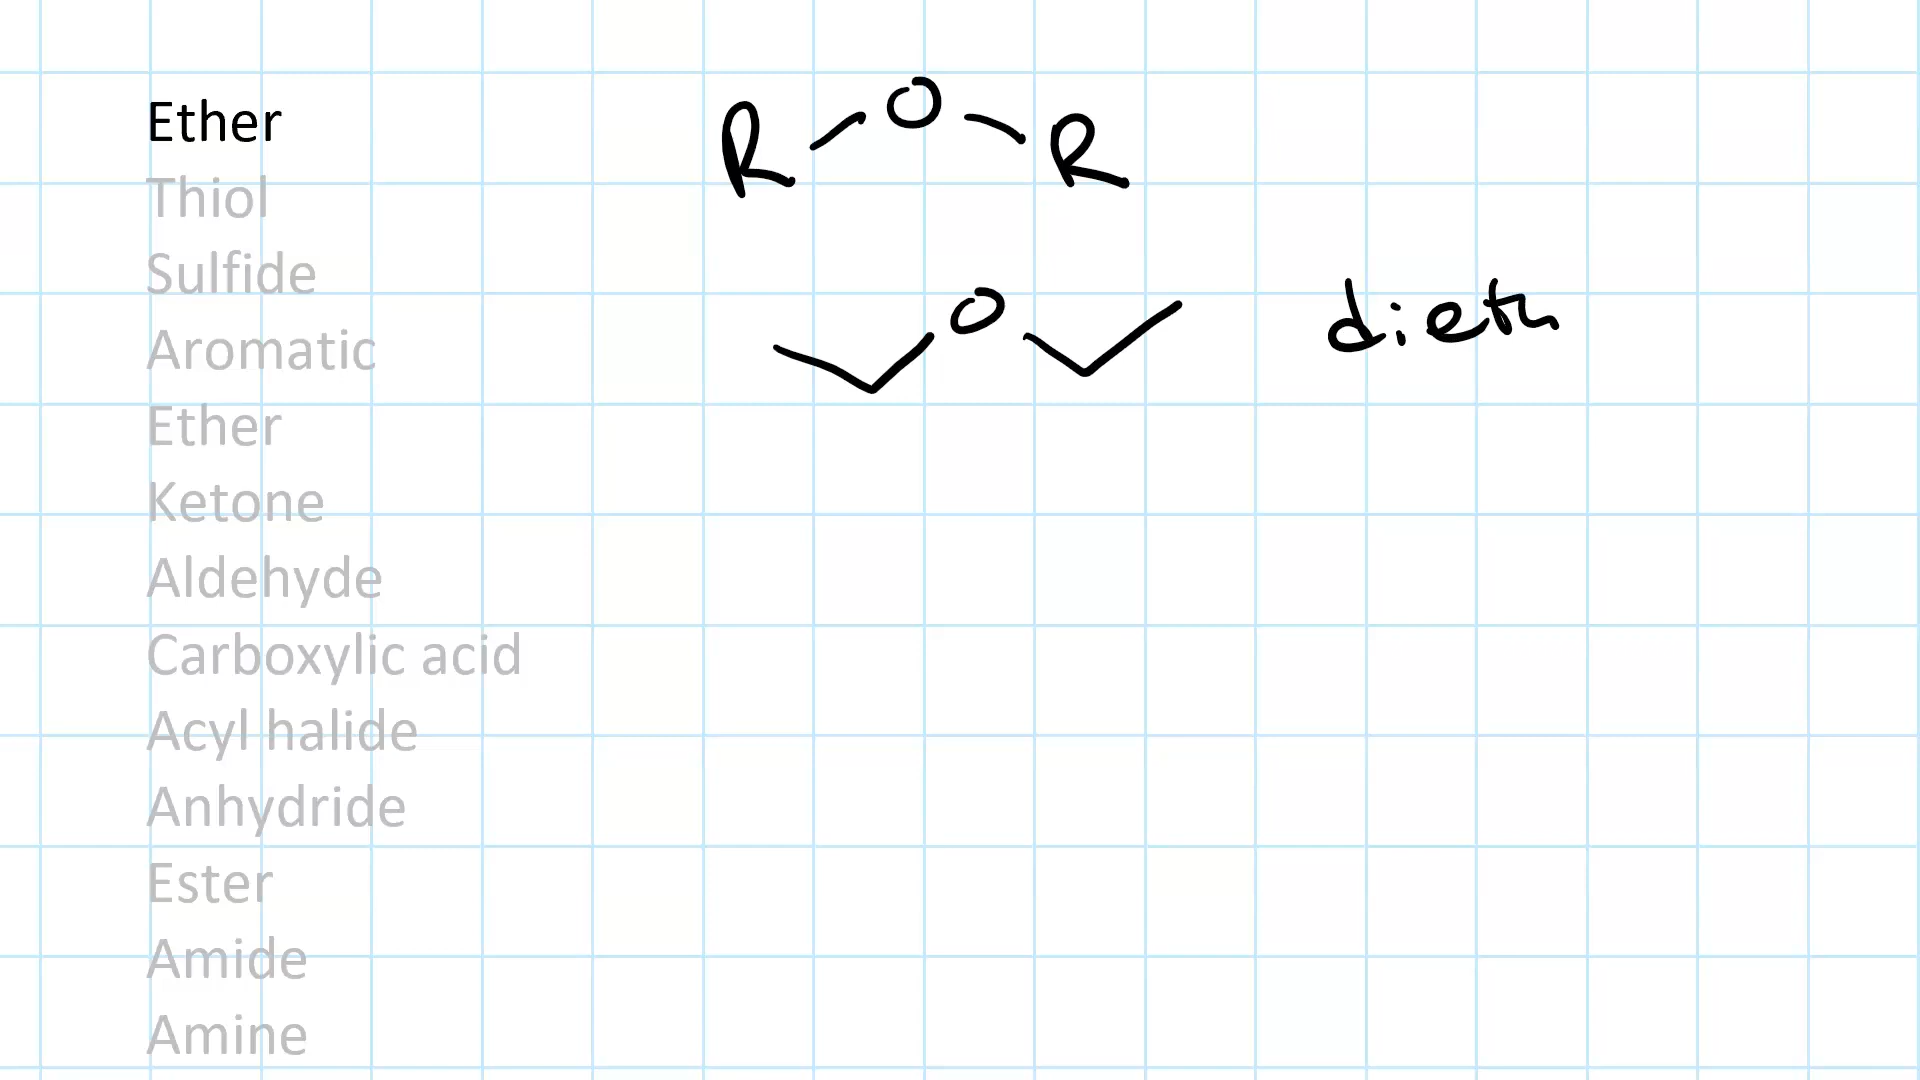 Ether
R-O-R
Thiol
Sulfide
O dieth
Aromatic
Ether
Ketone
Aldehyde
Carboxylic acid
Acyl halide
Anhydride
Ester
Amide
Amine